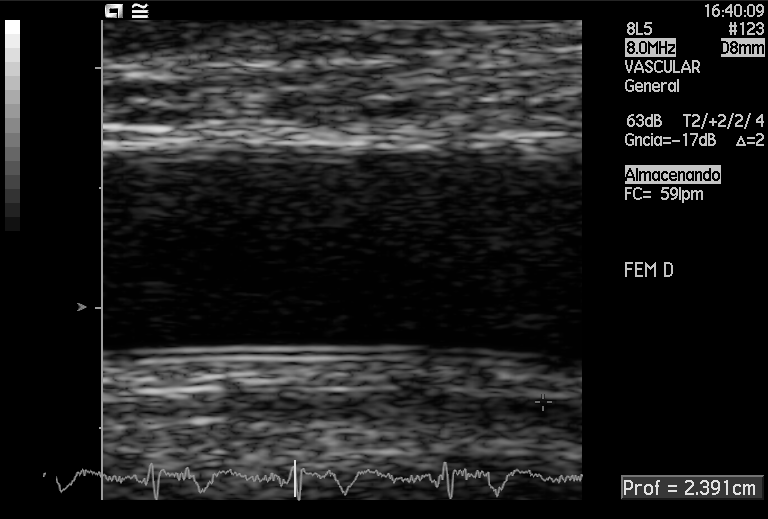 16:40:09
8L5 #123
8.0MHz 08mm
VASCULAR
General
63dB T2/+2/2/ 4
Gncia=-17dB Δ=2
Almacenando
FC= 59lpm
FEM D
Prof = 2.391cm